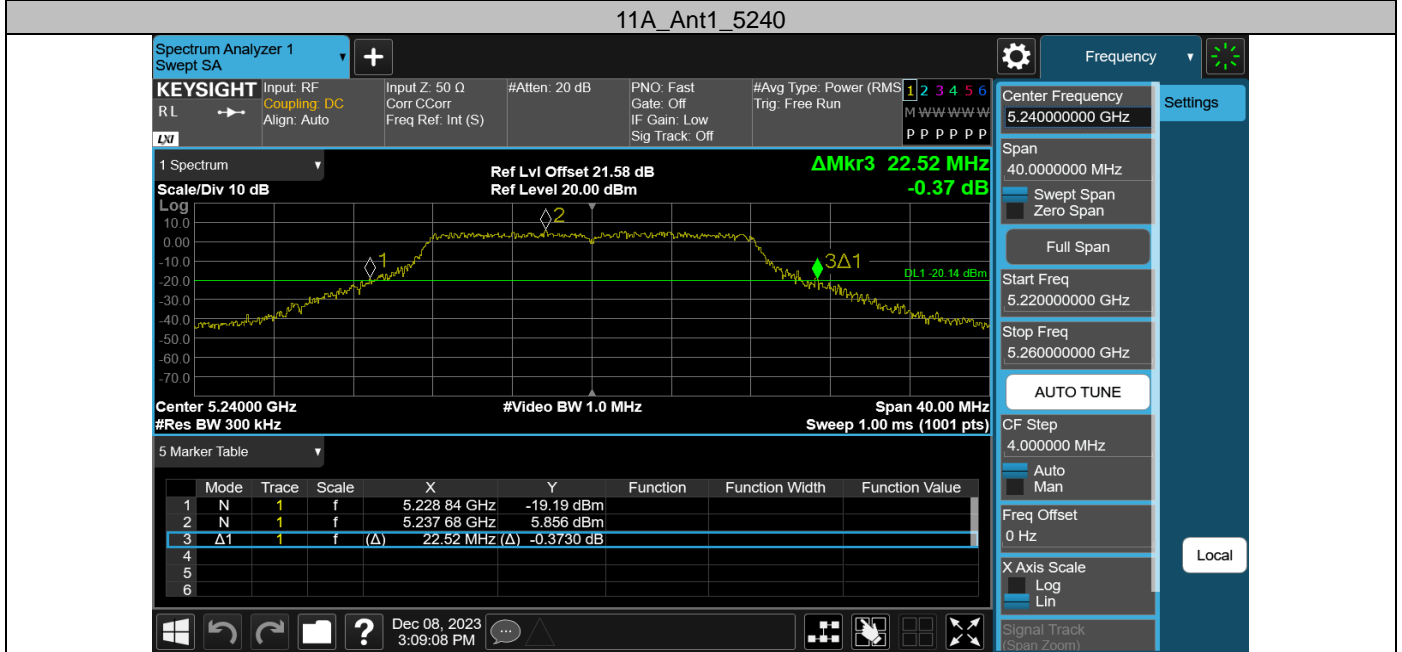 11A_Ant1_5240
Spectrum Analyzer 1
Swept SA
+
Frequency
KEYSIGHT
RL
LXI
Input: RF
Coupling: DC
Align: Auto
Input Z: 50 Ω
Corr CCorr
Freq Ref: Int (S)
#Atten: 20 dB
PNO: Fast
Gate: Off
IF Gain: Low
Sig Track: Off
#Avg Type: Power (RMS
Trig: Free Run
1 2 3 4 5 6
M W W W W W
P P P P P P
1 Spectrum
Scale/Div 10 dB
Ref Lvl Offset 21.58 dB
Ref Level 20.00 dBm
ΔMkr3 22.52 MHz
-0.37 dB
Log
10.0
0.00
-10.0
-20.0
-30.0
-40.0
-50.0
-60.0
-70.0
1
2
3Δ1
DL1 -20.14 dBm
Center 5.24000 GHz
#Video BW 1.0 MHz
Span 40.00 MHz
#Res BW 300 kHz
Sweep 1.00 ms (1001 pts)
5 Marker Table
Mode Trace Scale X Y Function Function Width Function Value
1 N 1 f 5.228 84 GHz -19.19 dBm
2 N 1 f 5.237 68 GHz 5.856 dBm
3 Δ1 1 f (Δ) 22.52 MHz (Δ) -0.3730 dB
4
5
6
?
Dec 08, 2023
3:09:08 PM
Center Frequency
5.240000000 GHz
Settings
Span
40.0000000 MHz
Swept Span
Zero Span
Full Span
Start Freq
5.220000000 GHz
Stop Freq
5.260000000 GHz
AUTO TUNE
CF Step
4.000000 MHz
Auto
Man
Freq Offset
0 Hz
Local
X Axis Scale
Log
Lin
Signal Track
(Span Zoom)